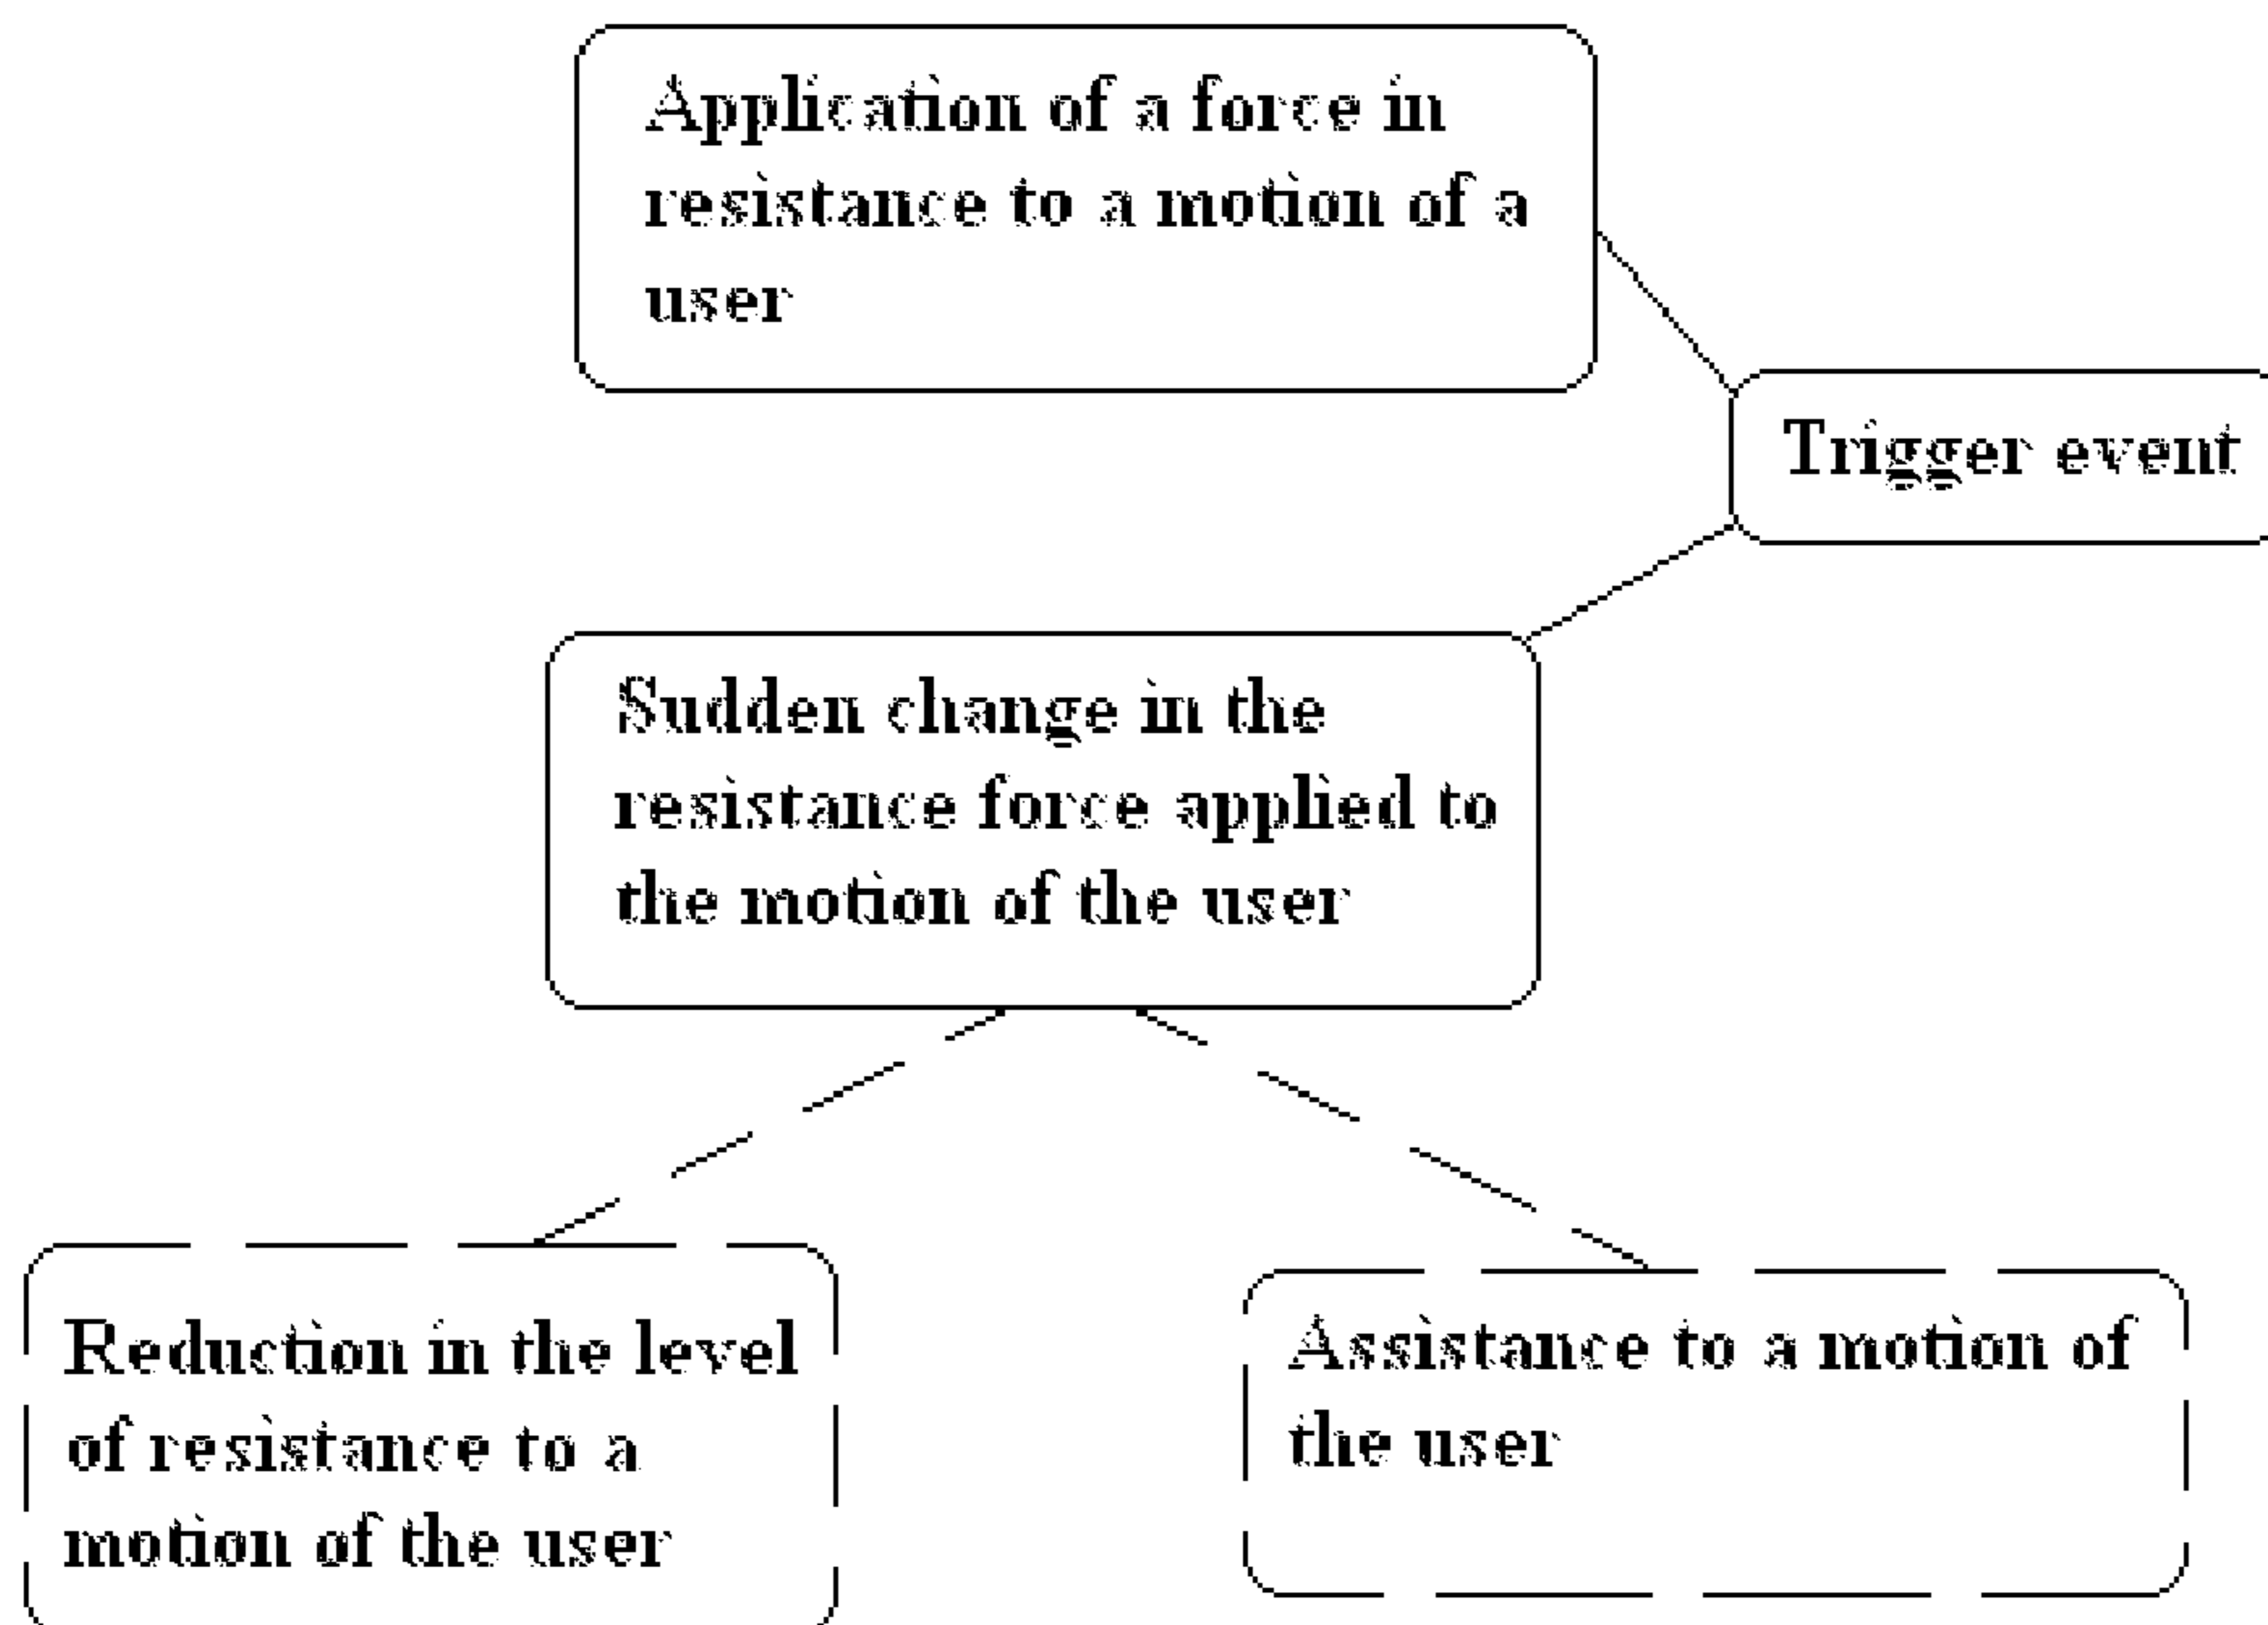 Application of a force in
resistance to a motion of a
user
Trigger event
Sudden change in the
resistance force applied to
the motion of the user
Reduction in the level
of resistance to a
motion of the user
Assistance to a motion of
the user